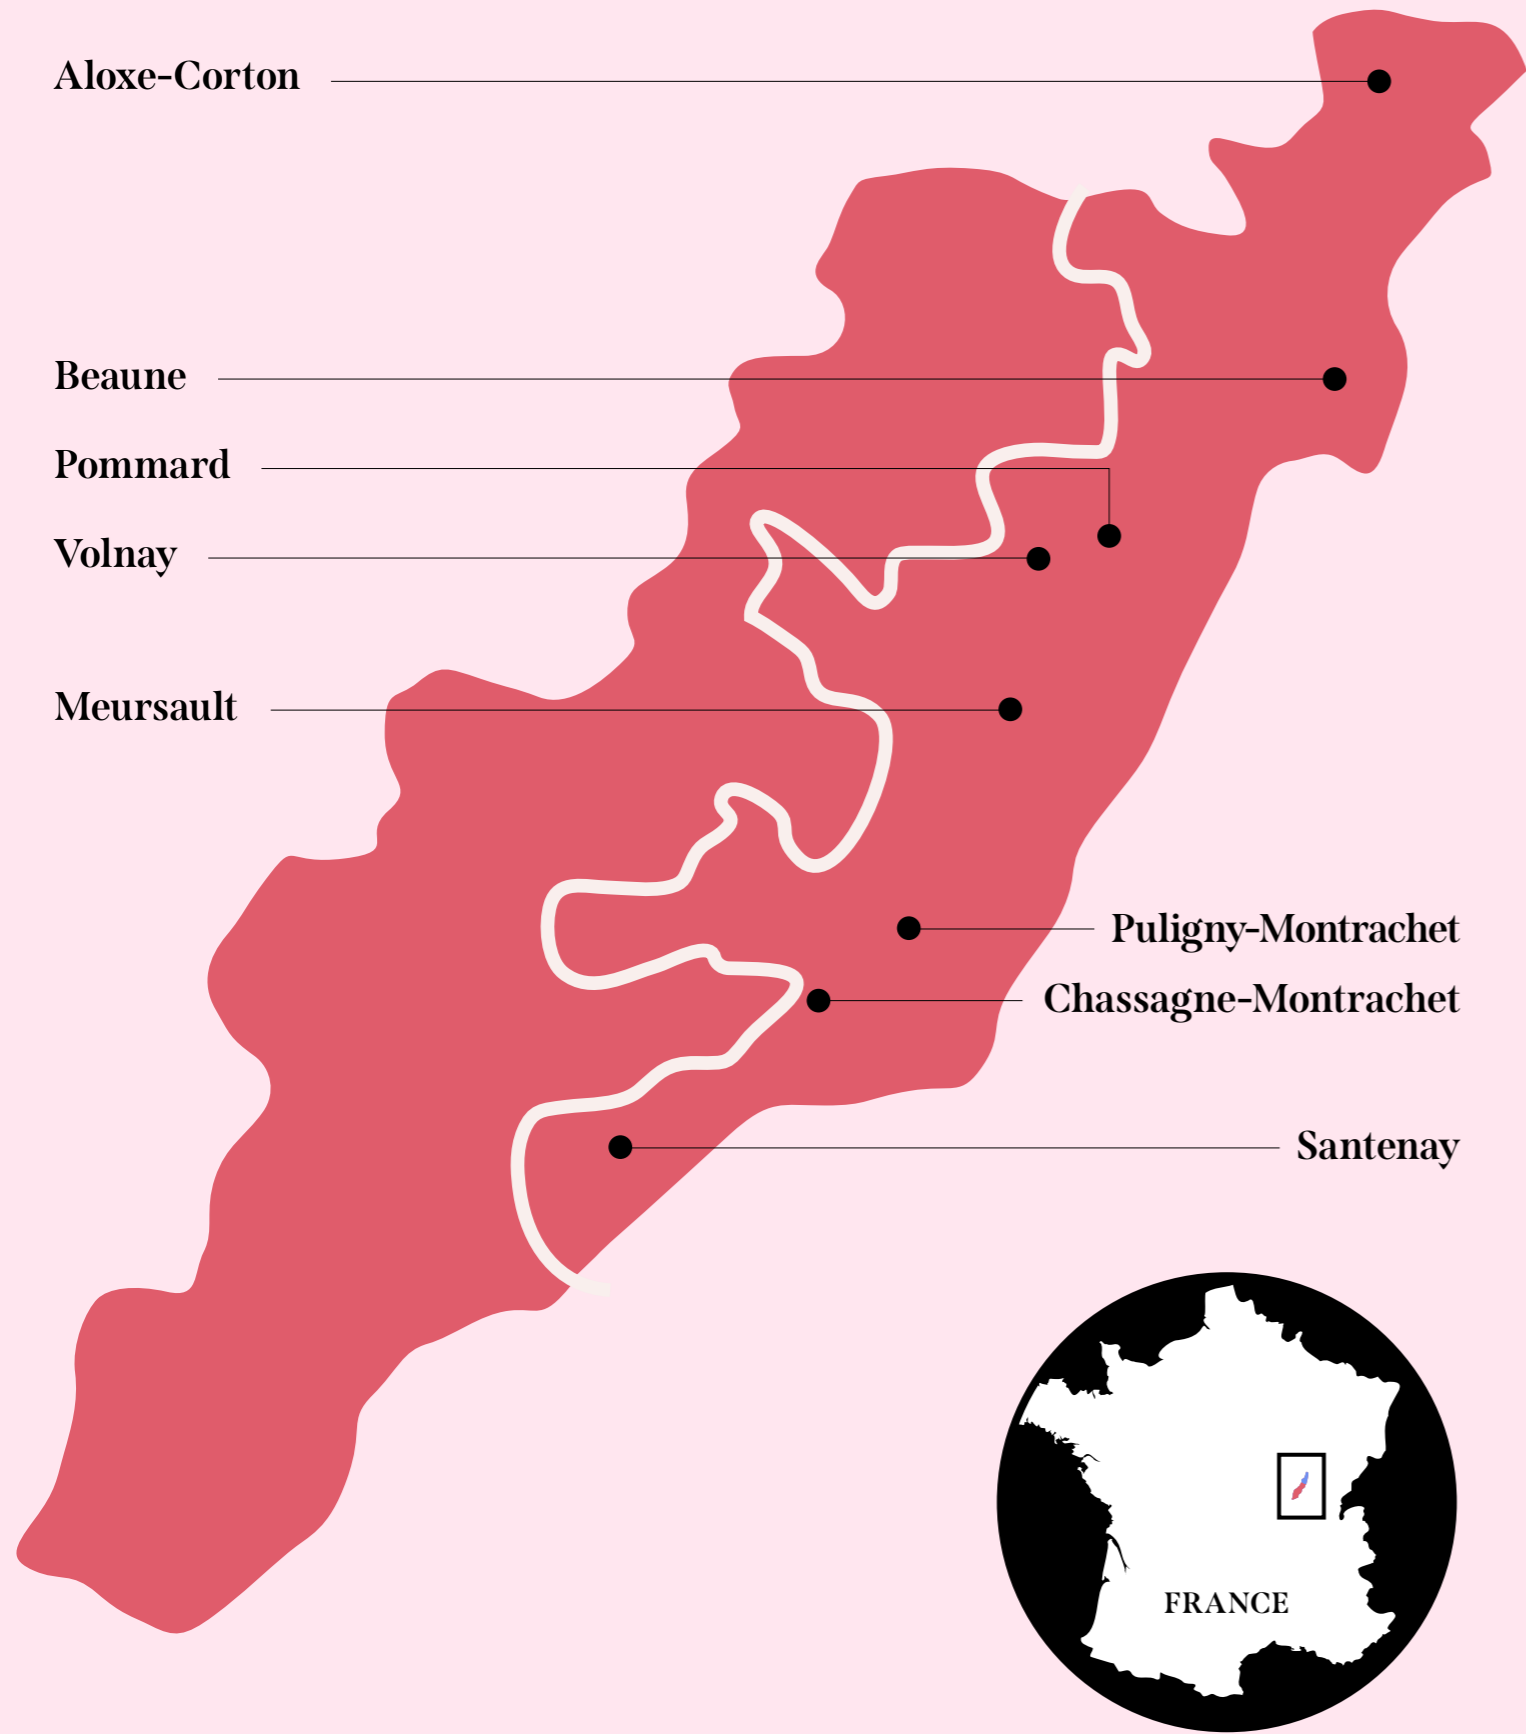 Aloxe-Corton
Beaune
Pommard
Volnay
Meursault
Puligny-Montrachet
Chassagne-Montrachet
Santenay
FRANCE